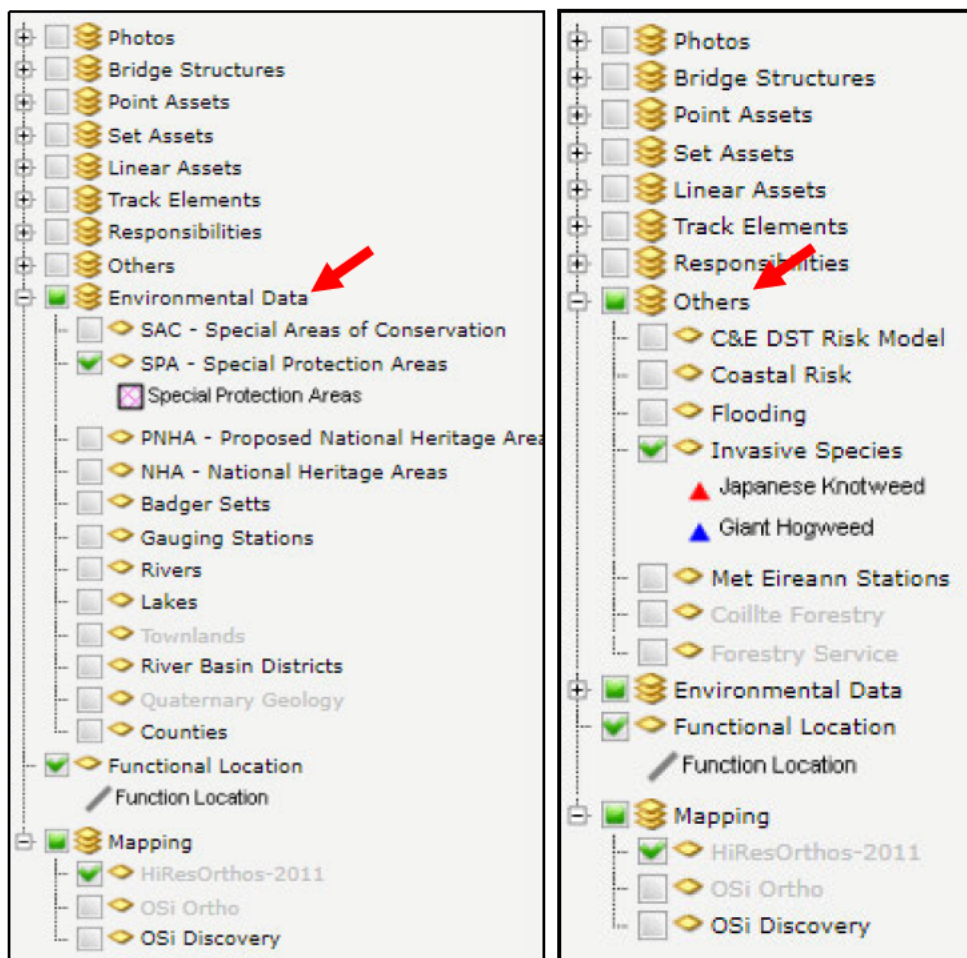 Photos
Bridge Structures
Point Assets
Set Assets
Linear Assets
Track Elements
Responsibilities
Others
Environmental Data
SAC - Special Areas of Conservation
SPA - Special Protection Areas
Special Protection Areas
PNHA - Proposed National Heritage Area
NHA - National Heritage Areas
Badger Setts
Gauging Stations
Rivers
Lakes
Townlands
River Basin Districts
Quaternary Geology
Counties
Functional Location
Function Location
Mapping
HiResOrthos-2011
OSi Ortho
OSi Discovery
Photos
Bridge Structures
Point Assets
Set Assets
Linear Assets
Track Elements
Responsibilities
Others
C&E DST Risk Model
Coastal Risk
Flooding
Invasive Species
Japanese Knotweed
Giant Hogweed
Met Eireann Stations
Coillte Forestry
Forestry Service
Environmental Data
Functional Location
Function Location
Mapping
HiResOrthos-2011
OSi Ortho
OSi Discovery